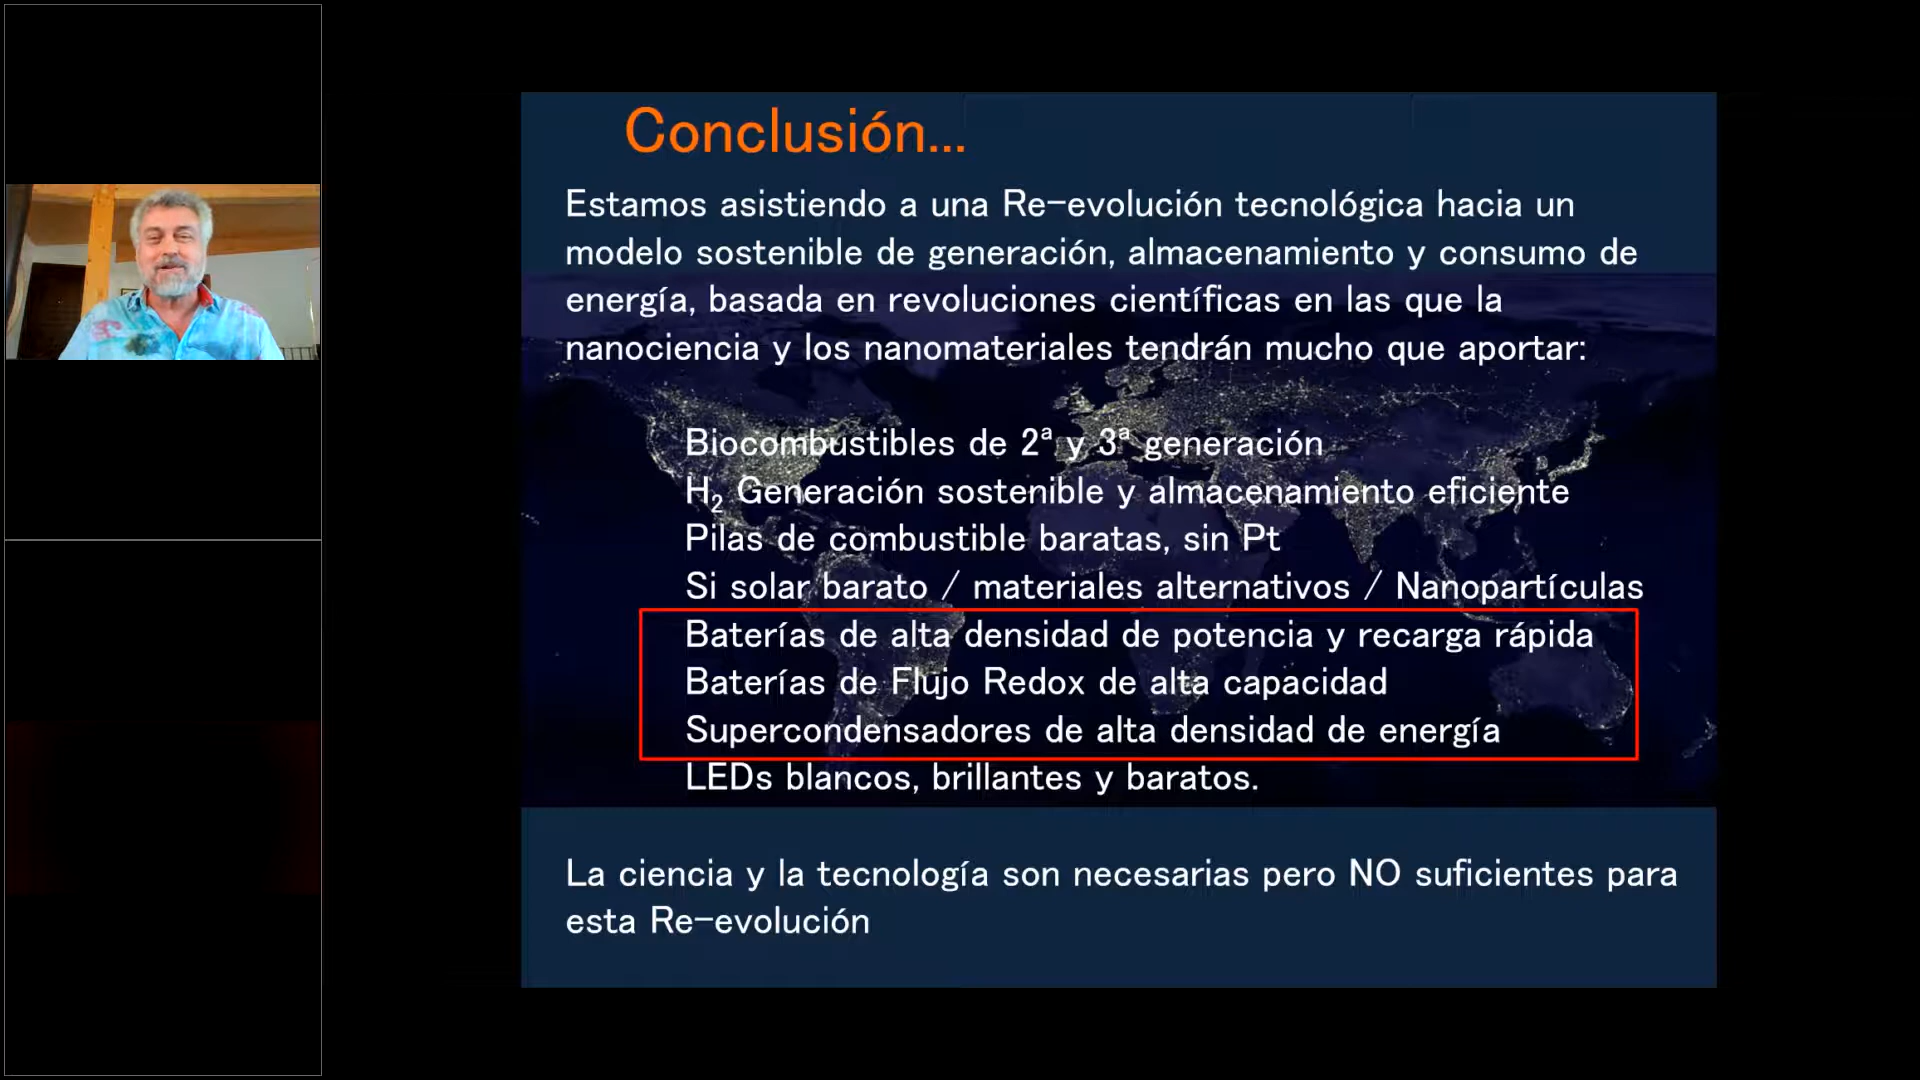 Conclusión...
Estamos asistiendo a una Re-evolución tecnológica hacia un
modelo sostenible de generación, almacenamiento y consumo de
energía, basada en revoluciones científicas en las que la
nanociencia y los nanomateriales tendrán mucho que aportar:
Biocombustibles de 2ª y 3ª generación
H₂ Generación sostenible y almacenamiento eficiente
Pilas de combustible baratas, sin Pt
Si solar barato / materiales alternativos / Nanopartículas
Baterías de alta densidad de potencia y recarga rápida
Baterías de Flujo Redox de alta capacidad
Supercondensadores de alta densidad de energía
LEDs blancos, brillantes y baratos.
La ciencia y la tecnología son necesarias pero NO suficientes para
esta Re-evolución